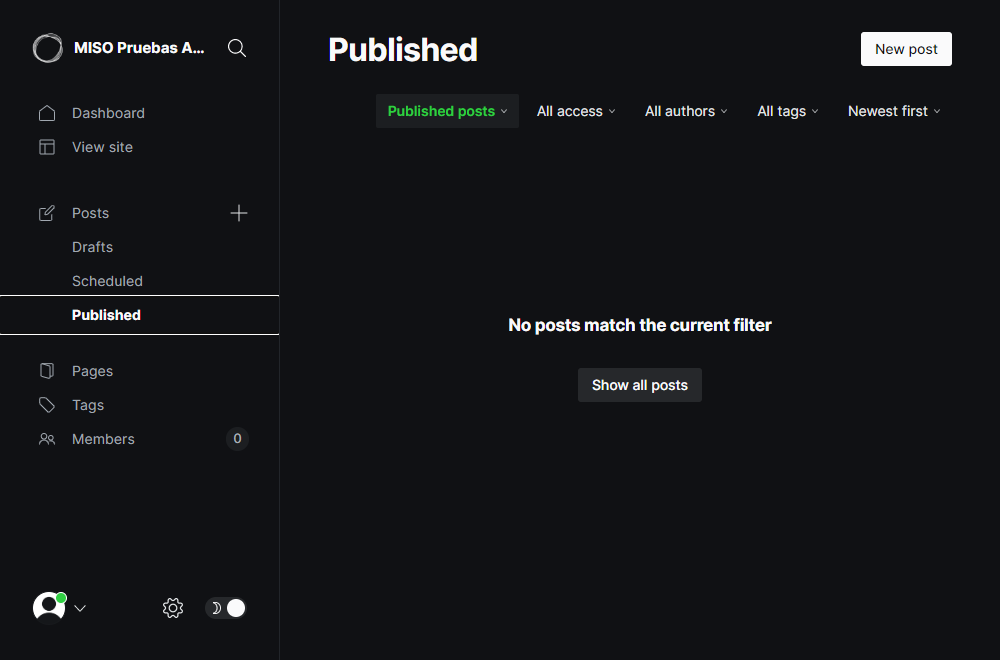 MISO Pruebas A...
Dashboard
View site
Posts
Drafts
Scheduled
Published
Pages
Tags
Members 0
Published
New post
Published posts All access All authors All tags Newest first
No posts match the current filter
Show all posts